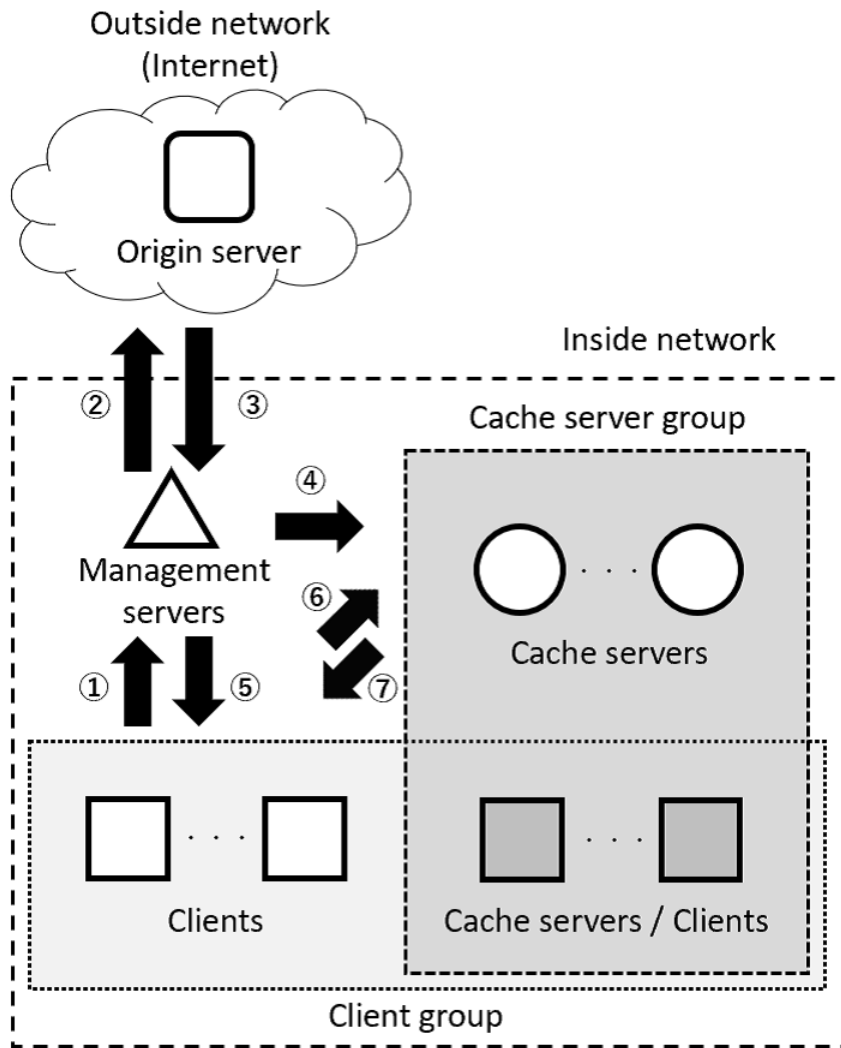 Outside network
(Internet)
Origin server
Inside network
② ③
Cache server group
④
Management
servers
⑥
Cache servers
① ⑤ ⑦
· · · 
Clients
Cache servers / Clients
Client group